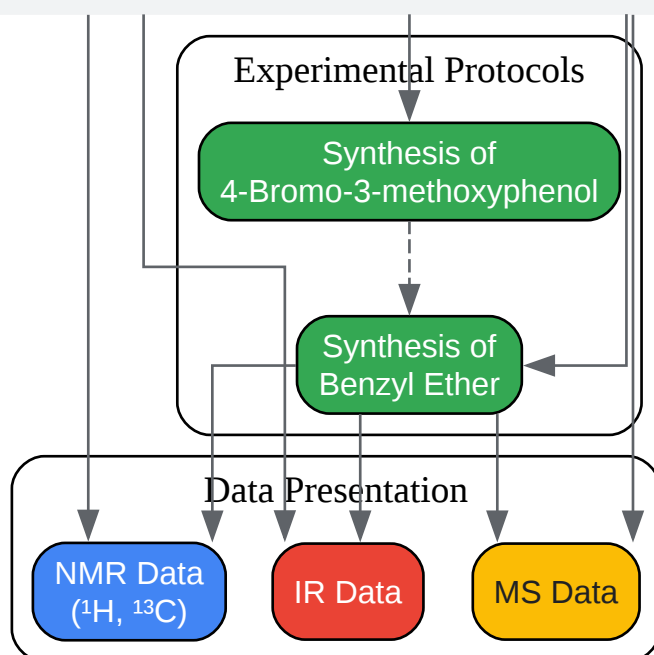 Experimental Protocols
Synthesis of
4-Bromo-3-methoxyphenol
Synthesis of
Benzyl Ether
Data Presentation
NMR Data
(¹H, ¹³C)
IR Data
MS Data